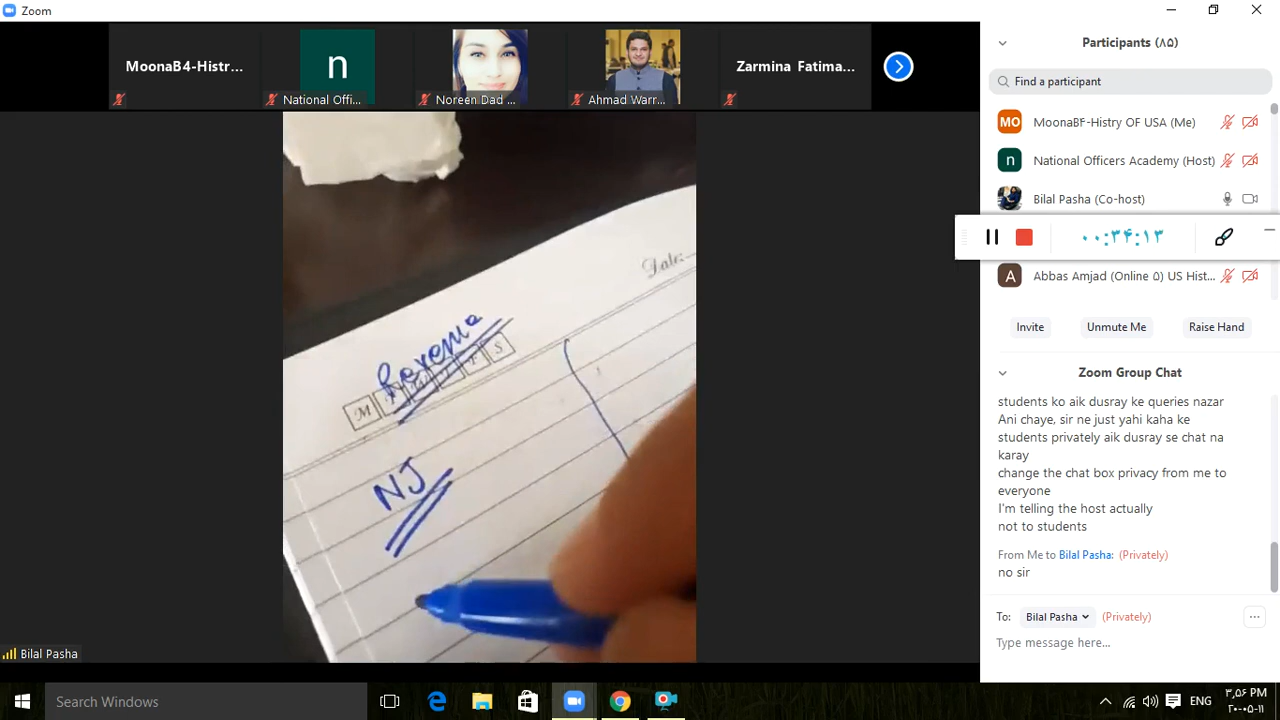 Zoom
MoonaB4-Histr...
n
National Offi...
Noreen Dad ...
Ahmad Warr...
Zarmina Fatima...
Participants (۸۵)
Find a participant
MO
MoonaB۴-Histry OF USA (Me)
n
National Officers Academy (Host)
Bilal Pasha (Co-host)
۰۰:۳۴:۱۳
A
Abbas Amjad (Online ۵) US Hist...
Invite
Unmute Me
Raise Hand
Zoom Group Chat
students ko aik dusray ke queries nazar
Ani chaye, sir ne just yahi kaha ke
students privately aik dusray se chat na
karay
change the chat box privacy from me to
everyone
I'm telling the host actually
not to students
From Me to Bilal Pasha: (Privately)
no sir
To: Bilal Pasha (Privately)
Type message here...
Date:
M
S
NJ
Bilal Pasha
Search Windows
ENG
۳,۵۶ PM